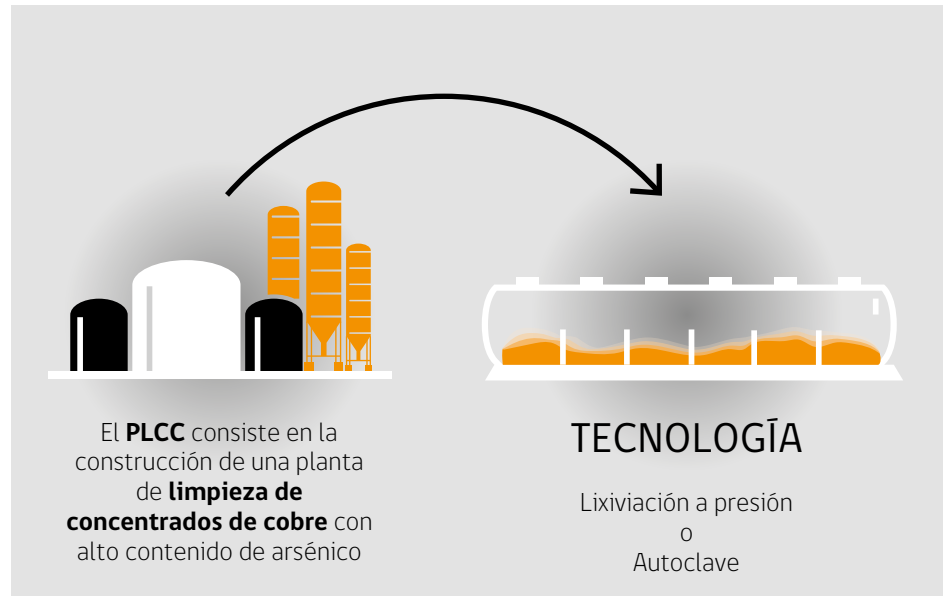 El PLCC consiste en la
construcción de una planta
de limpieza de
concentrados de cobre con
alto contenido de arsénico
TECNOLOGÍA
Lixiviación a presión
o
Autoclave